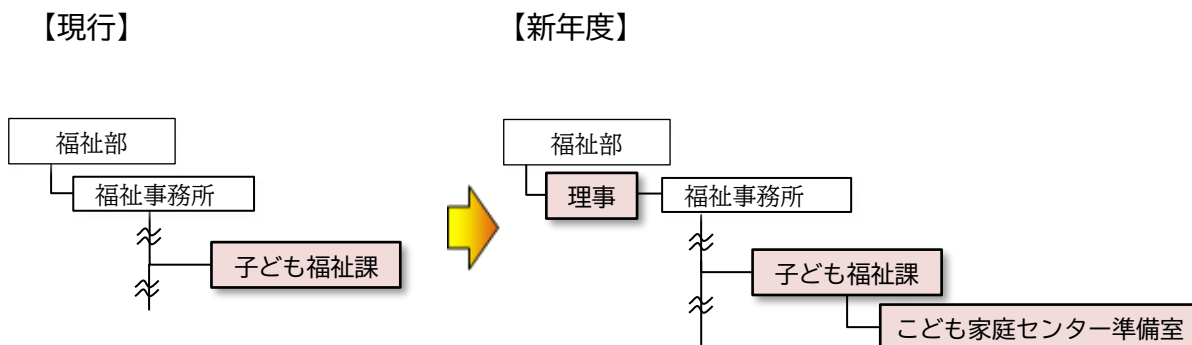 【現行】
【新年度】
福祉部
福祉事務所
子ども福祉課
福祉部
理事
福祉事務所
子ども福祉課
こども家庭センター準備室